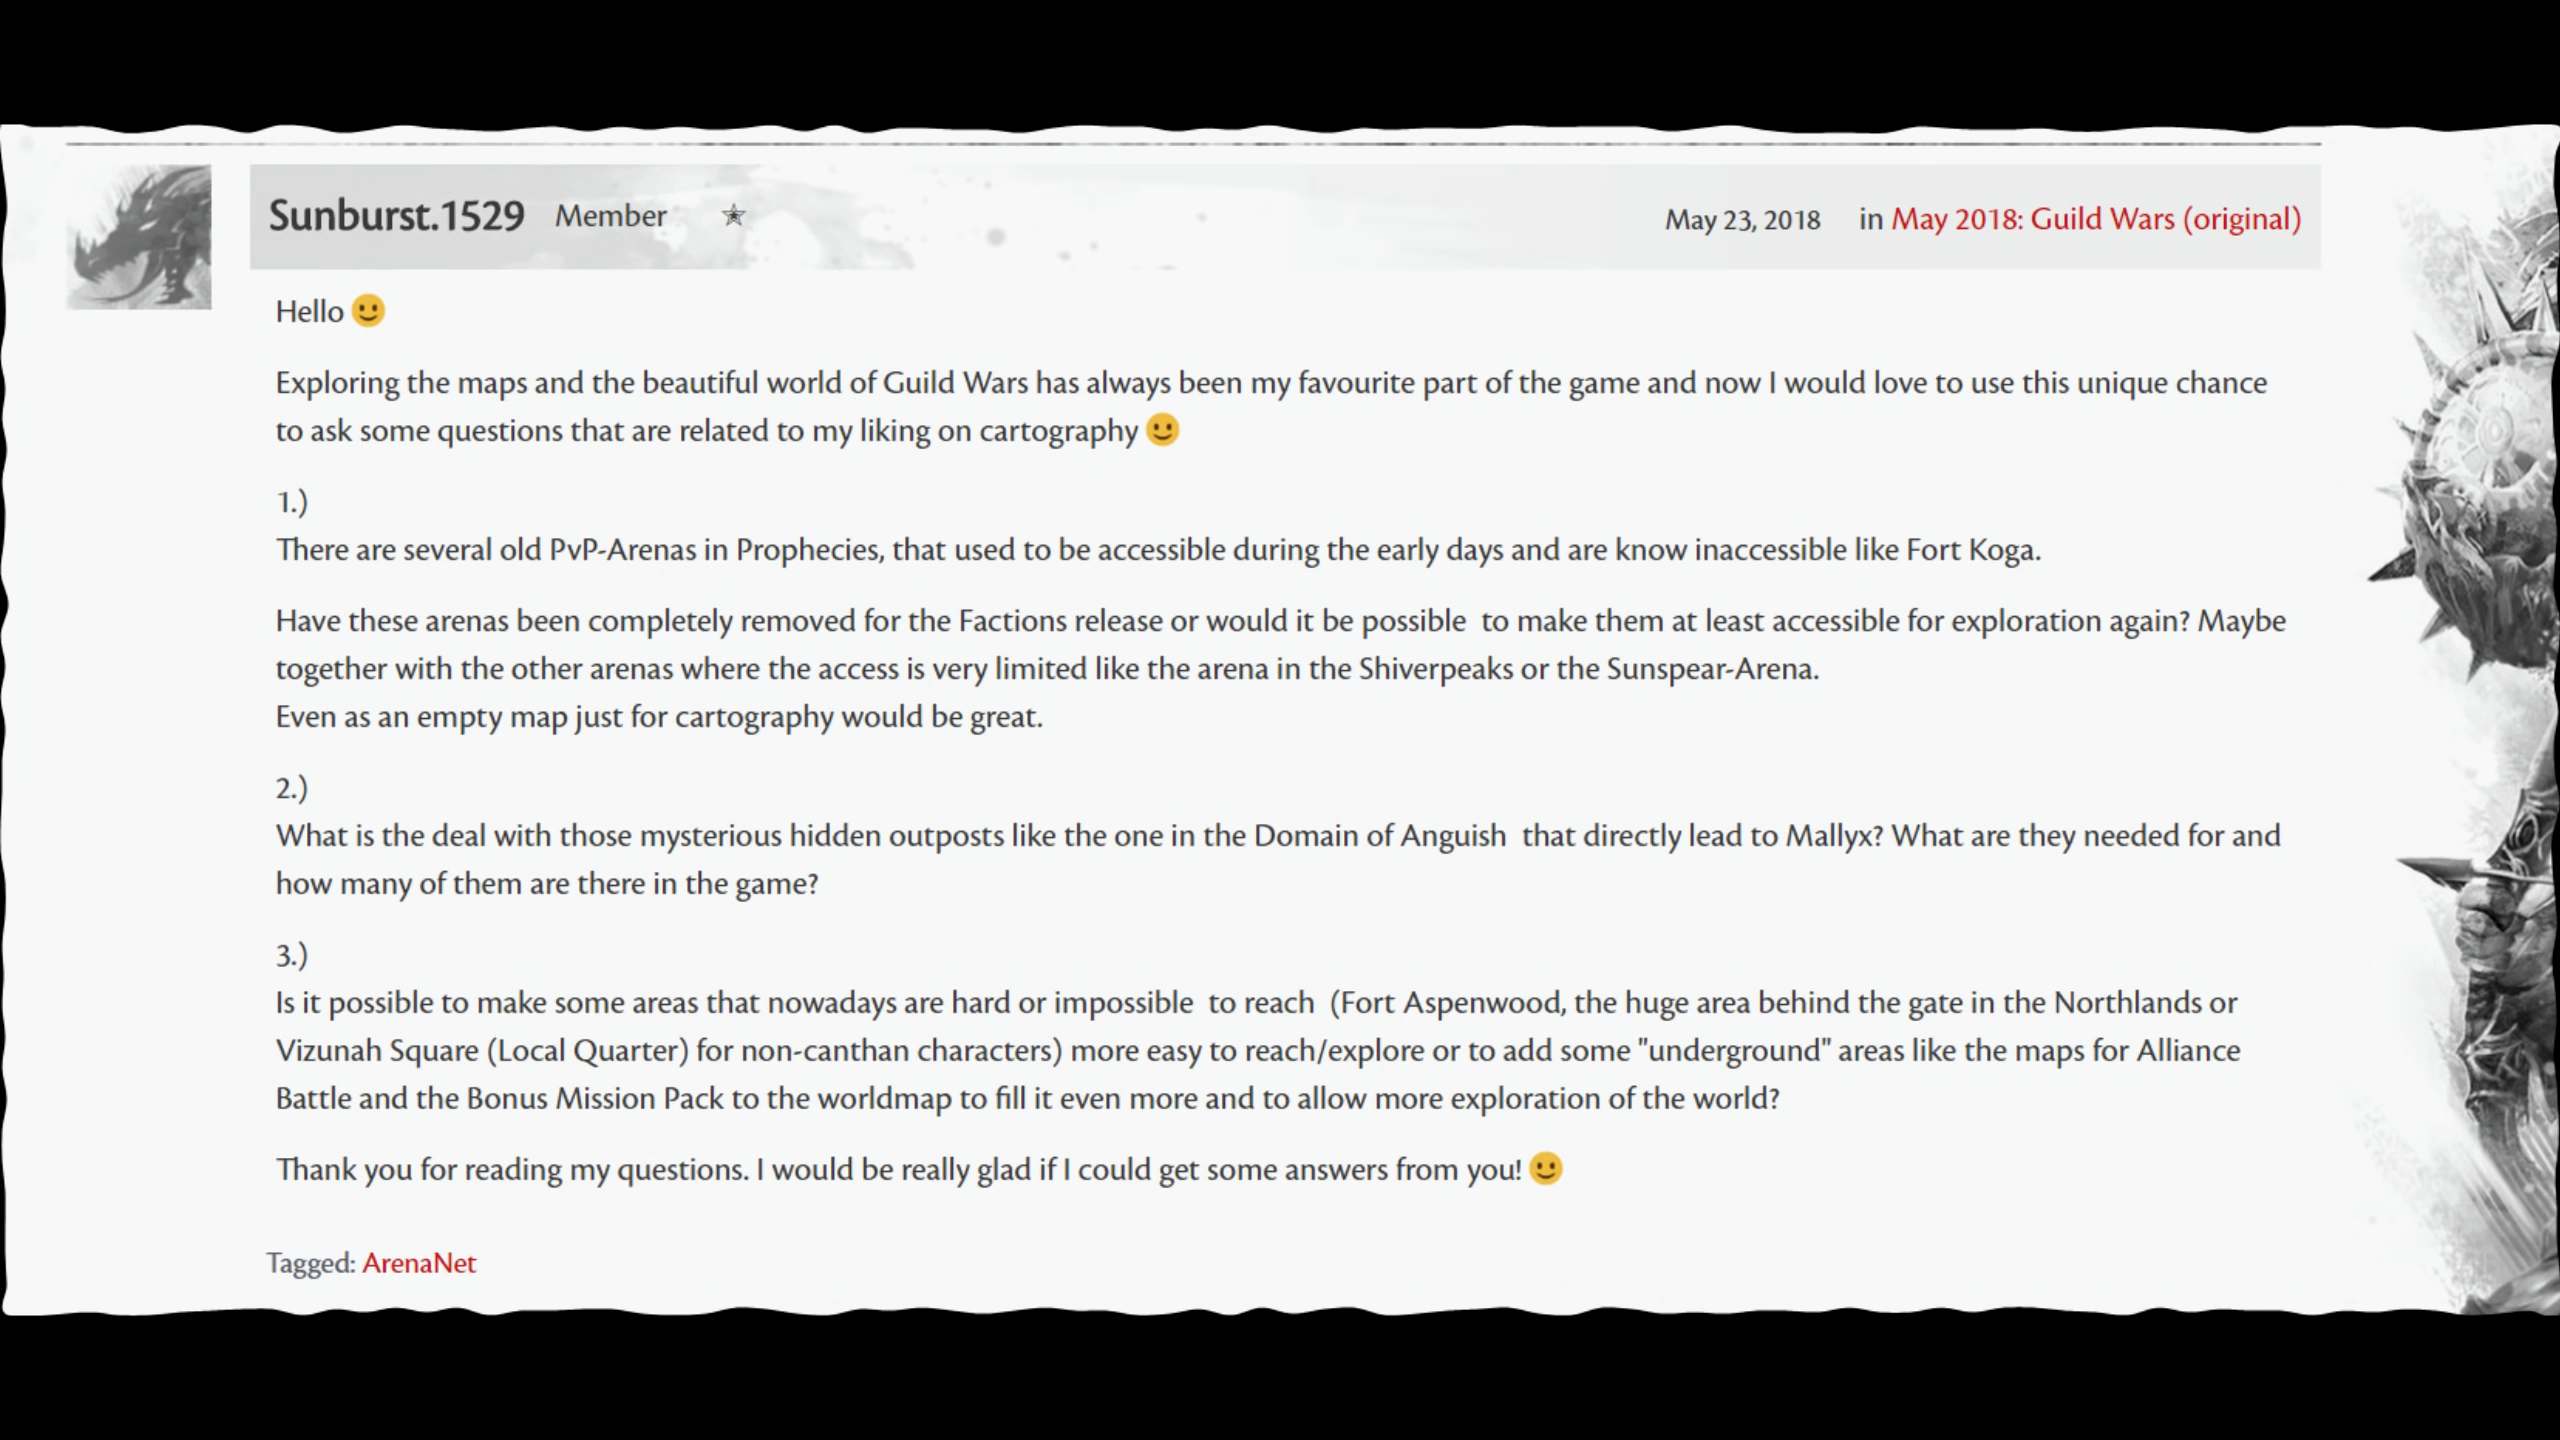 Sunburst.1529 Member May 23, 2018 in May 2018: Guild Wars (original)
Hello
Exploring the maps and the beautiful world of Guild Wars has always been my favourite part of the game and now I would love to use this unique chance
to ask some questions that are related to my liking on cartography
1.)
There are several old PvP-Arenas in Prophecies, that used to be accessible during the early days and are know inaccessible like Fort Koga.
Have these arenas been completely removed for the Factions release or would it be possible to make them at least accessible for exploration again? Maybe
together with the other arenas where the access is very limited like the arena in the Shiverpeaks or the Sunspear-Arena.
Even as an empty map just for cartography would be great.
2.)
What is the deal with those mysterious hidden outposts like the one in the Domain of Anguish that directly lead to Mallyx? What are they needed for and
how many of them are there in the game?
3.)
Is it possible to make some areas that nowadays are hard or impossible to reach (Fort Aspenwood, the huge area behind the gate in the Northlands or
Vizunah Square (Local Quarter) for non-canthan characters) more easy to reach/explore or to add some "underground" areas like the maps for Alliance
Battle and the Bonus Mission Pack to the worldmap to fill it even more and to allow more exploration of the world?
Thank you for reading my questions. I would be really glad if I could get some answers from you!
Tagged: ArenaNet